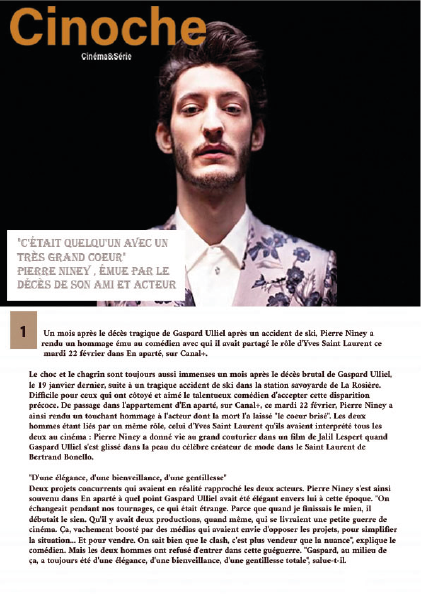 Cinoche
Cinéma&Série
"C'ÉTAIT QUELQU'UN AVEC UN
TRÈS GRAND COEUR"
PIERRE NINEY , ÉMUE PAR LE
DÉCÈS DE SON AMI ET ACTEUR
1
Un mois après le décès tragique de Gaspard Ulliel après un accident de ski, Pierre Niney a
rendu un hommage ému au comédien avec qui il avait partagé le rôle d'Yves Saint Laurent ce
mardi 22 février dans En aparté, sur Canal+.
Le choc et le chagrin sont toujours aussi immenses un mois après le décès brutal de Gaspard Ulliel,
le 19 janvier dernier, suite à un tragique accident de ski dans la station savoyarde de La Rosière.
Difficile pour ceux qui ont côtoyé et aimé le talentueux comédien d'accepter cette disparition
précoce. De passage dans l'appartement d'En aparté, sur Canal+, ce mardi 22 février, Pierre Niney a
ainsi rendu un touchant hommage à l'acteur dont la mort l'a laissé "le coeur brisé". Les deux
hommes étant liés par un même rôle, celui d'Yves Saint Laurent qu'ils avaient interprété tous les
deux au cinéma : Pierre Niney a donné vie au grand couturier dans un film de Jalil Lespert quand
Gaspard Ulliel s'est glissé dans la peau du célèbre créateur de mode dans le Saint Laurent de
Bertrand Bonello.
"D'une élégance, d'une bienveillance, d'une gentillesse"
Deux projets concurrents qui avaient en réalité rapproché les deux acteurs. Pierre Niney s'est ainsi
souvenu dans En aparté à quel point Gaspard Ulliel avait été élégant envers lui à cette époque. "On
échangeait pendant nos tournages, ce qui était étrange. Parce que quand je finissais le mien, il
débutait le sien. Qu'il y avait deux productions, quand même, qui se livraient une petite guerre de
cinéma. Ça, vachement boosté par des médias qui avaient envie d'opposer les projets, pour simplifier
la situation... Et pour vendre. On sait bien que le clash, c'est plus vendeur que la nuance", explique le
comédien. Mais les deux hommes ont refusé d'entrer dans cette guéguerre. "Gaspard, au milieu de
ça, a toujours été d'une élégance, d'une bienveillance, d'une gentillesse totale", salue-t-il.